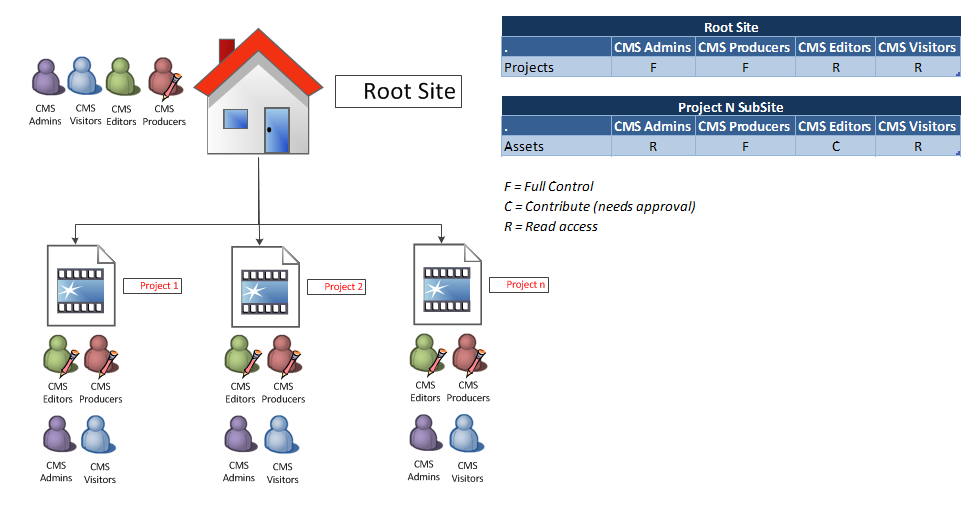 Root Site
. CMS Admins CMS Producers CMS Editors CMS Visitors
Projects F F R R
Project N SubSite
. CMS Admins CMS Producers CMS Editors CMS Visitors
Assets R F C R
F = Full Control
C = Contribute (needs approval)
R = Read access
Root Site
CMS Admins
CMS Visitors
CMS Editors
CMS Producers
Project 1
Project 2
Project n
CMS Editors
CMS Producers
CMS Editors
CMS Producers
CMS Editors
CMS Producers
CMS Admins
CMS Visitors
CMS Admins
CMS Visitors
CMS Admins
CMS Visitors